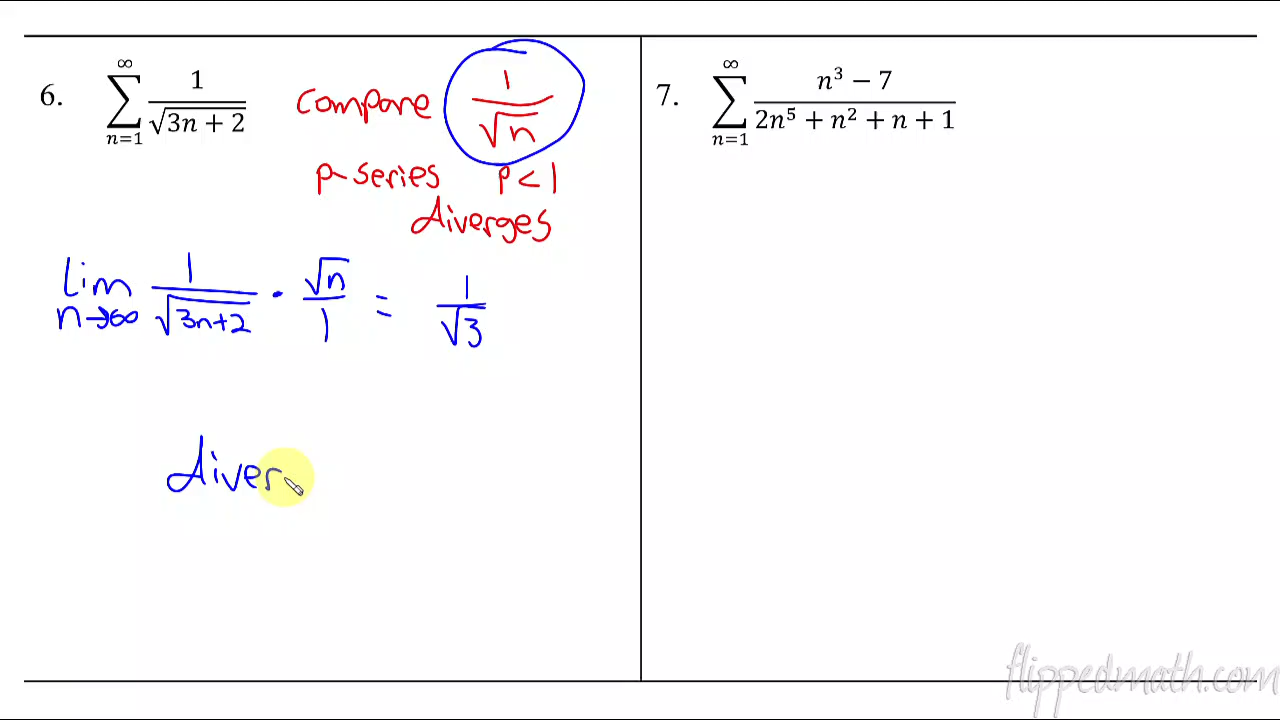 6. ∑_{n=1}^{∞} 1/√(3n + 2)
compare 1/√n
p-series p < 1
diverges
lim_{n→∞} 1/√(3n+2) · √n/1 = 1/√3
diver
7. ∑_{n=1}^{∞} (n³ − 7)/(2n⁵ + n² + n + 1)
flippedmath.com